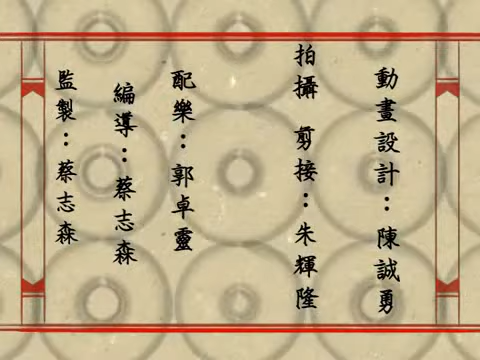 動畫設計：陳誠勇
拍攝 剪接：朱輝隆
配樂：郭卓靈
編導：蔡志森
監製：蔡志森